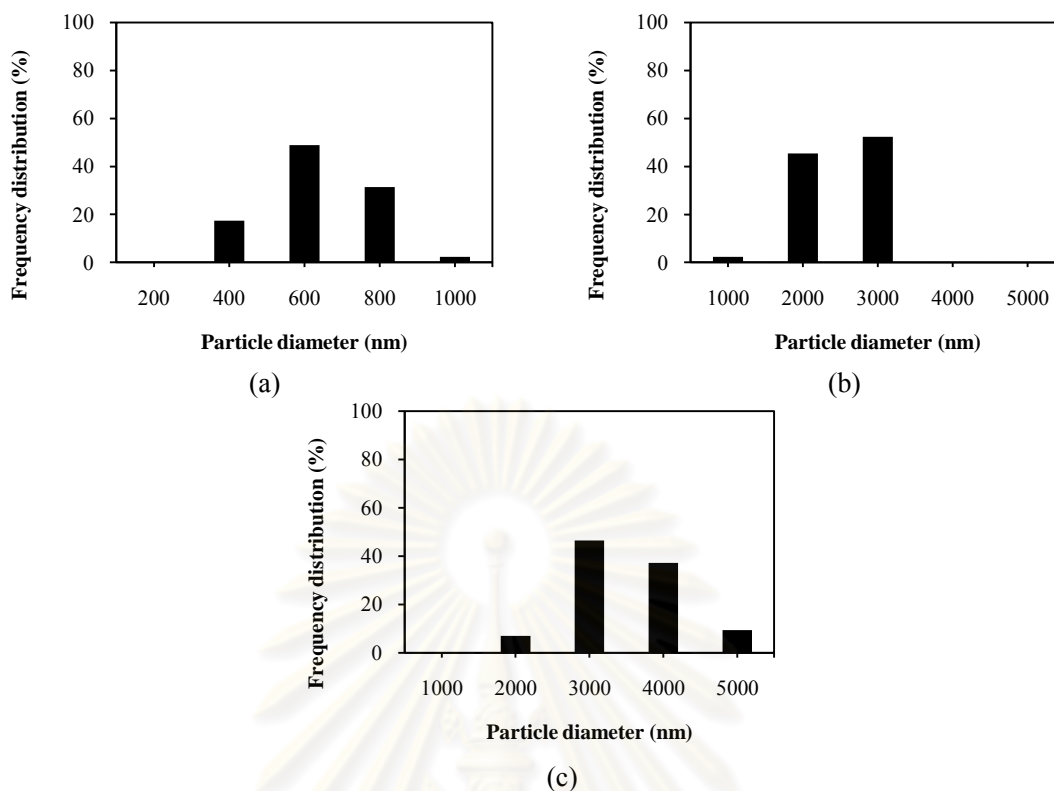 Frequency distribution (%)
100
80
60
40
20
0
200 400 600 800 1000
Particle diameter (nm)
(a)
Frequency distribution (%)
100
80
60
40
20
0
1000 2000 3000 4000 5000
Particle diameter (nm)
(b)
Frequency distribution (%)
100
80
60
40
20
0
1000 2000 3000 4000 5000
Particle diameter (nm)
(c)